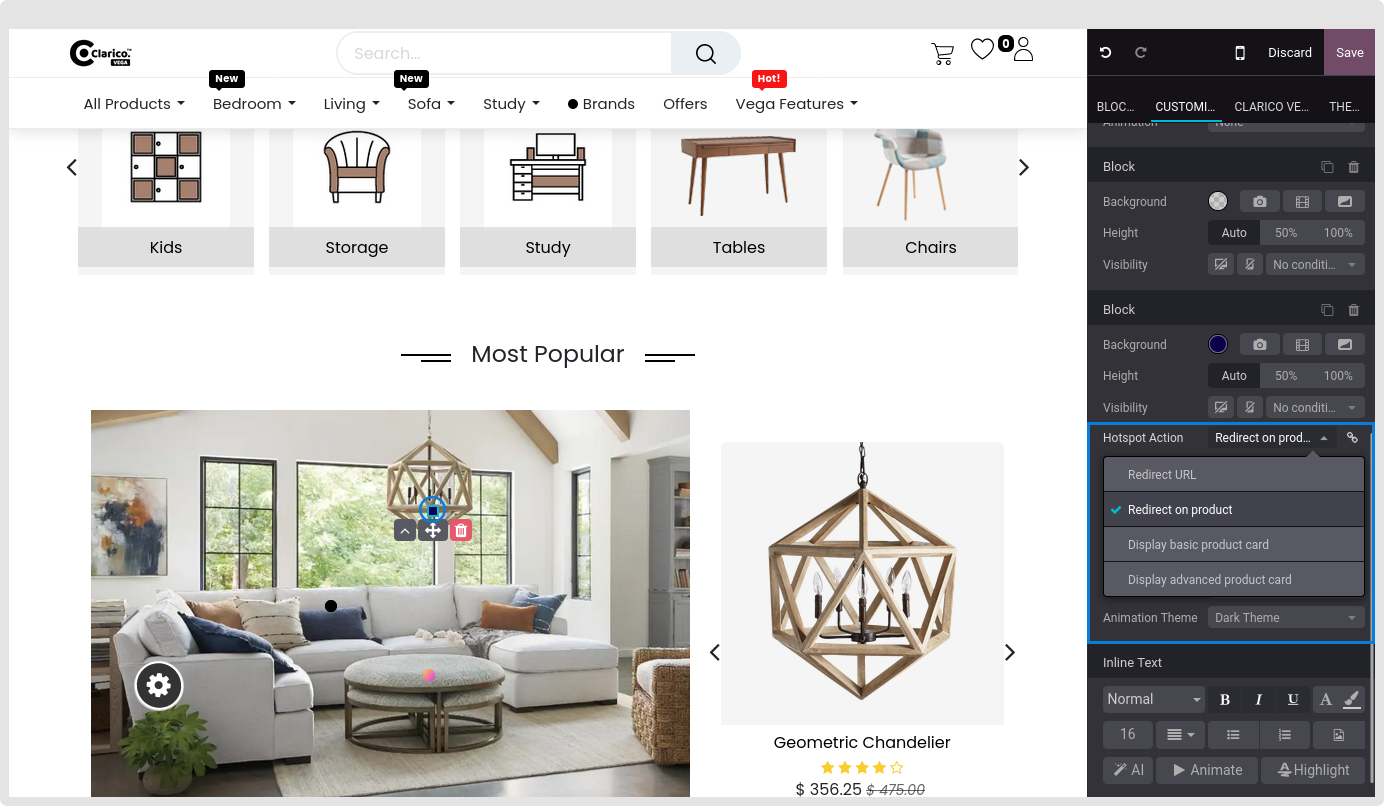 Clarico™
VEGA
Search...
0
Discard
Save
New
New
Hot!
All Products
Bedroom
Living
Sofa
Study
Brands
Offers
Vega Features
BLOC...
CUSTOMI...
CLARICO VE...
THE...
Animation
None
Kids
Storage
Study
Tables
Chairs
Block
Background
Height
Auto
50%
100%
Visibility
No conditi...
Block
Background
Height
Auto
50%
100%
Visibility
No conditi...
Most Popular
Hotspot Action
Redirect on prod...
Redirect URL
Redirect on product
Display basic product card
Display advanced product card
Animation Theme
Dark Theme
Geometric Chandelier
$ 356.25 $ 475.00
Inline Text
Normal
B
I
U
A
16
AI
Animate
Highlight